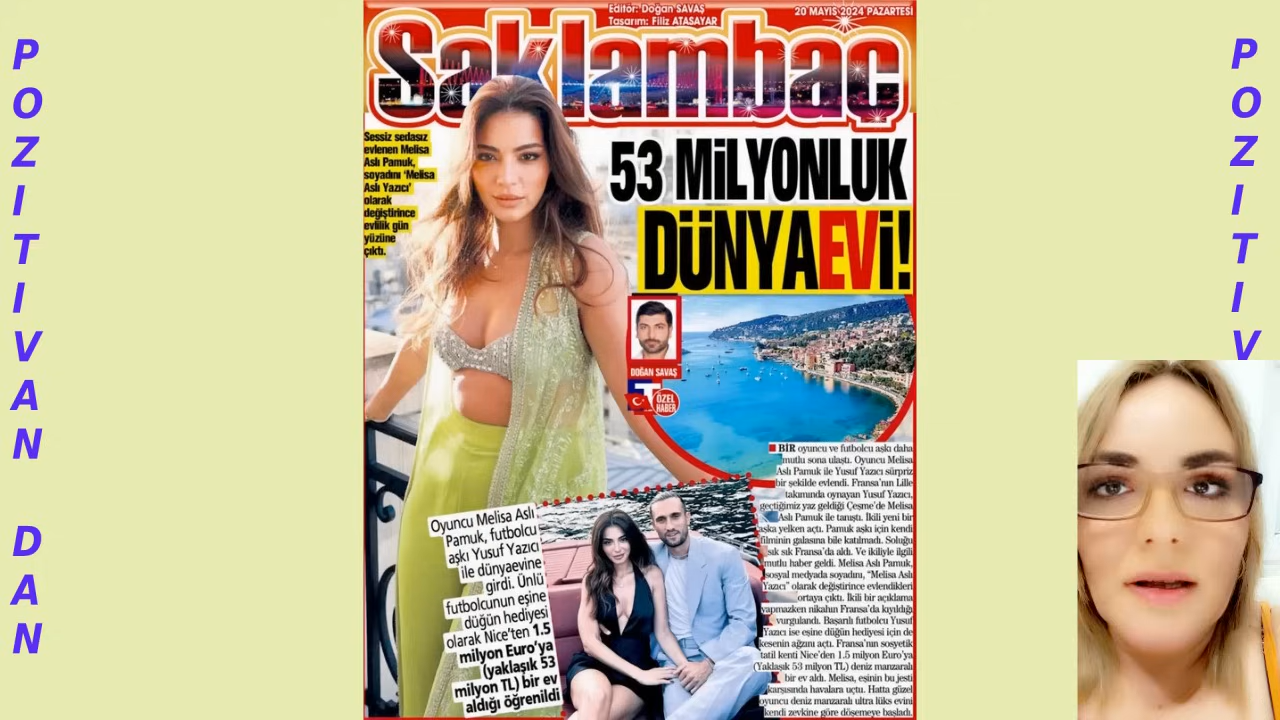 P
O
Z
I
T
I
V
A
N
D
A
N
Editör: Doğan SAVAŞ
Tasarım: Filiz ATASAYAR
20 MAYIS 2024 PAZARTESİ
Saklambaç
Sessiz sedasız
evlenen Melisa
Aslı Pamuk,
soyadını ‘Melisa
Aslı Yazıcı’
olarak
değiştirince
evlilik gün
yüzüne
çıktı.
53 MiLYONLUK
DÜNYAEVi!
DOĞAN SAVAŞ
T
ÖZEL
HABER
BİR oyuncu ve futbolcu aşkı daha
mutlu sona ulaştı. Oyuncu Melisa
Aslı Pamuk ile Yusuf Yazıcı sürpriz
bir şekilde evlendi. Fransa’nın Lille
takımında oynayan Yusuf Yazıcı,
geçtiğimiz yaz geldiği Çeşme’de Melisa
Aslı Pamuk ile tanıştı. İkili yeni bir
aşka yelken açtı. Pamuk aşkı için kendi
filminin galasına bile katılmadı. Soluğu
sık sık Fransa’da aldı. Ve ikiliyle ilgili
mutlu haber geldi. Melisa Aslı Pamuk,
sosyal medyada soyadını, “Melisa Aslı
Yazıcı” olarak değiştirince evlendikleri
ortaya çıktı. İkili bir açıklama
yapmazken nikahın Fransa’da kıyıldığı
vurgulandı. Başarılı futbolcu Yusuf
Yazıcı ise eşine düğün hediyesi için de
kesenin ağzını açtı. Fransa’nın sosyetik
tatil kenti Nice’den 1.5 milyon Euro’ya
(Yaklaşık 53 milyon TL) deniz manzaralı
bir ev aldı. Melisa, eşinin bu jesti
karşısında havalara uçtu. Hatta güzel
oyuncu deniz manzaralı ultra lüks evini
kendi zevkine göre döşemeye başladı.
Oyuncu Melisa Aslı
Pamuk, futbolcu
aşkı Yusuf Yazıcı
ile dünyaevine
girdi. Ünlü
futbolcunun eşine
düğün hediyesi
olarak Nice’ten 1.5
milyon Euro’ya
(yaklaşık 53
milyon TL) bir ev
aldığı öğrenildi
P
O
Z
I
T
I
V